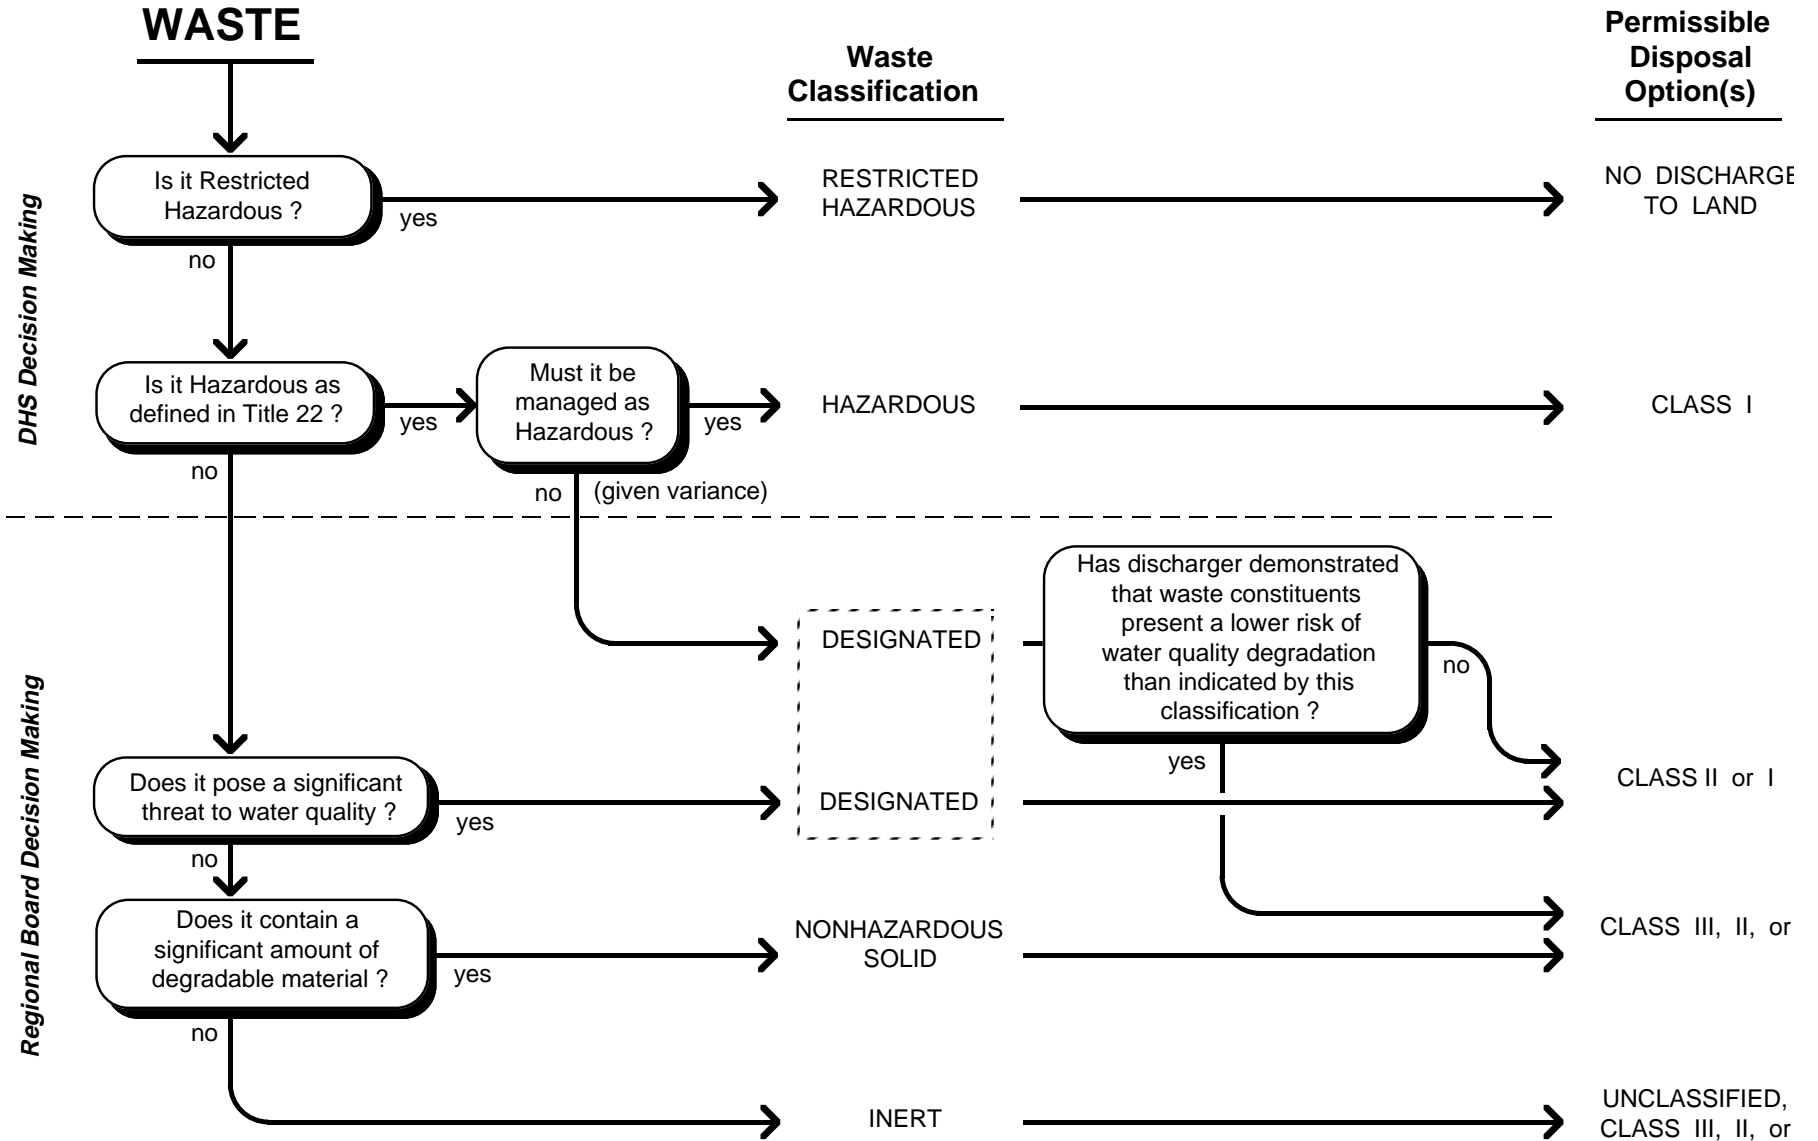 WASTE
Waste
Classification
Permissible
Disposal
Option(s)
DHS Decision Making
Is it Restricted
Hazardous ?
yes
no
RESTRICTED
HAZARDOUS
NO DISCHARGE
TO LAND
Is it Hazardous as
defined in Title 22 ?
yes
no
Must it be
managed as
Hazardous ?
yes
no
(given variance)
HAZARDOUS
CLASS I
Regional Board Decision Making
DESIGNATED
Has discharger demonstrated
that waste constituents
present a lower risk of
water quality degradation
than indicated by this
classification ?
no
yes
Does it pose a significant
threat to water quality ?
yes
no
DESIGNATED
CLASS II or I
Does it contain a
significant amount of
degradable material ?
yes
no
NONHAZARDOUS
SOLID
CLASS III, II, or
INERT
UNCLASSIFIED,
CLASS III, II, or